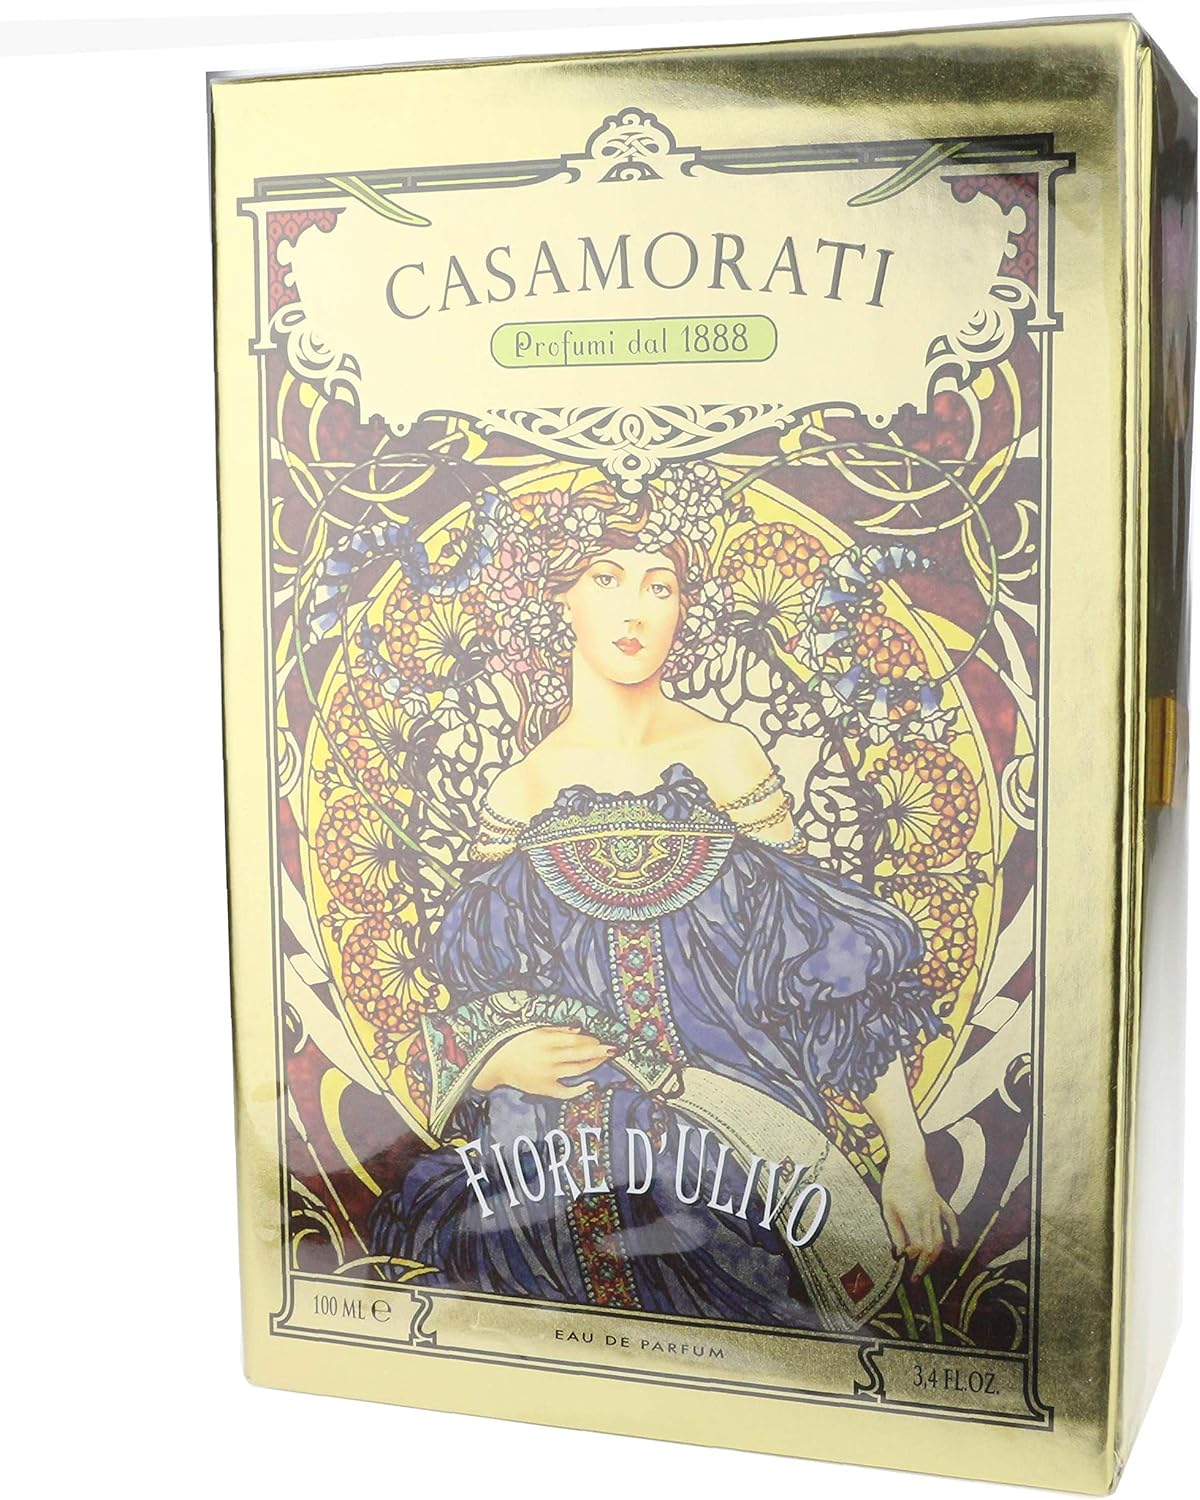 CASAMORATI
Profumi dal 1888
FIORE D'ULIVO
100 ML ℮
EAU DE PARFUM
3,4 FL.OZ.